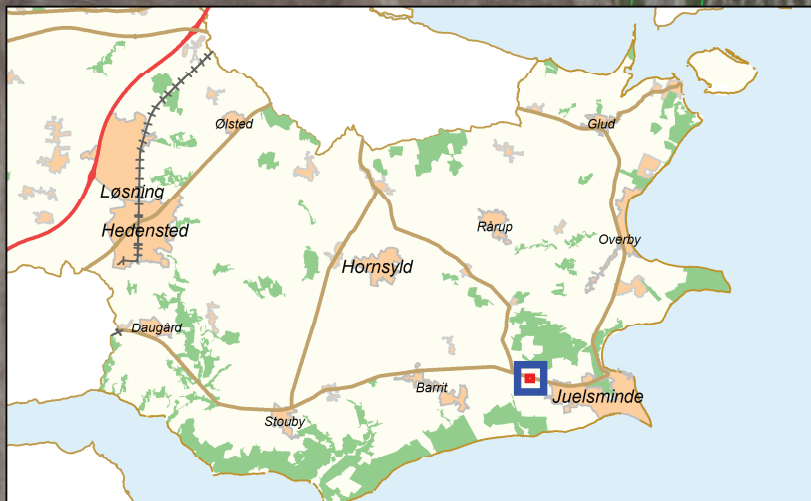 Ølsted
Glud
Løsning
Hedensted
Rårup
Overby
Hornsyld
Daugård
Barrit
Juelsminde
Stouby